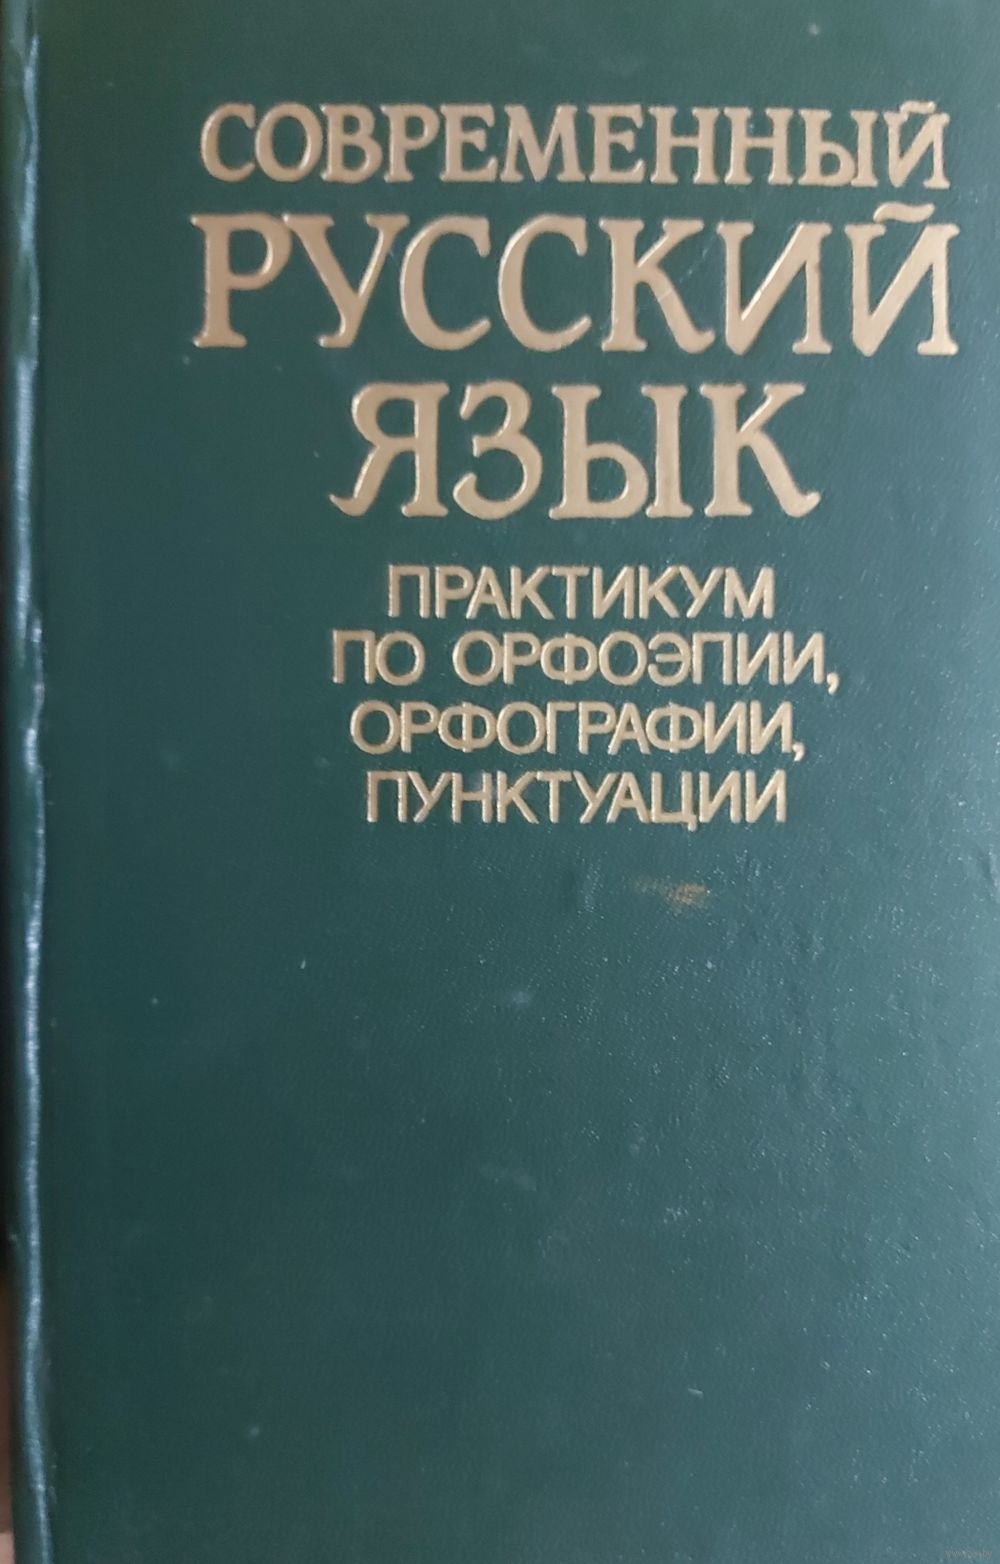 СОВРЕМЕННЫЙ
РУССКИЙ
ЯЗЫК
ПРАКТИКУМ
ПО ОРФОЭПИИ,
ОРФОГРАФИИ,
ПУНКТУАЦИИ